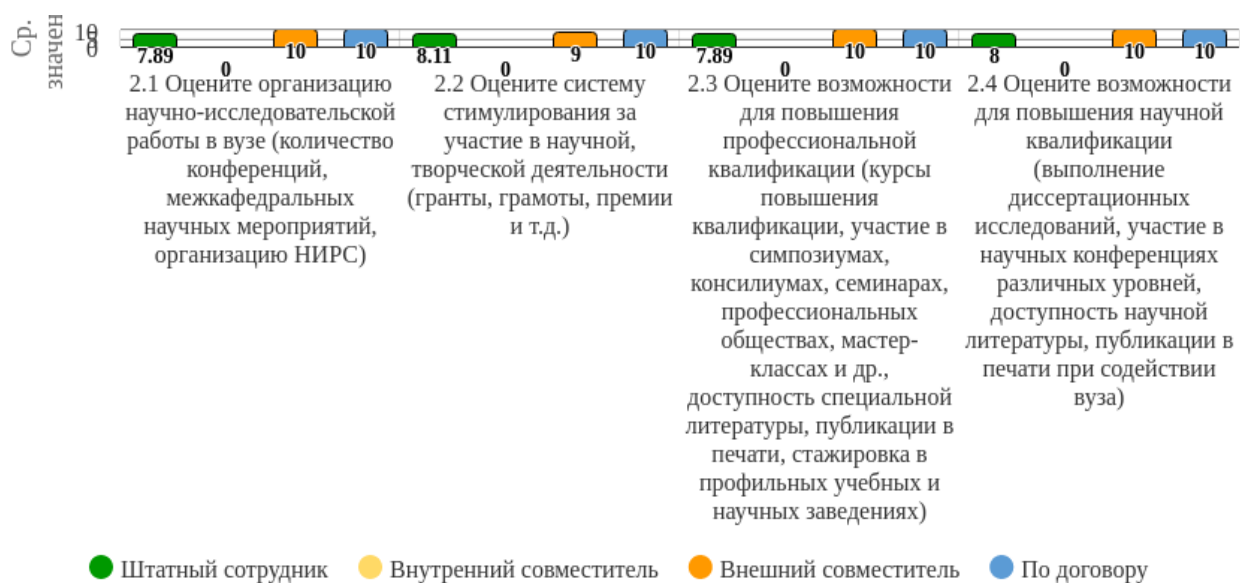 Ср.
значен
10
5
0
7.89
0
10
10
8.11
0
9
10
7.89
0
10
10
8
0
10
10
2.1 Оцените организацию
научно-исследовательской
работы в вузе (количество
конференций,
межкафедральных
научных мероприятий,
организацию НИРС)
2.2 Оцените систему
стимулирования за
участие в научной,
творческой деятельности
(гранты, грамоты, премии
и т.д.)
2.3 Оцените возможности
для повышения
профессиональной
квалификации (курсы
повышения
квалификации, участие в
симпозиумах,
консилиумах, семинарах,
профессиональных
обществах, мастер-
классах и др.,
доступность специальной
литературы, публикации в
печати, стажировка в
профильных учебных и
научных заведениях)
2.4 Оцените возможности
для повышения научной
квалификации
(выполнение
диссертационных
исследований, участие в
научных конференциях
различных уровней,
доступность научной
литературы, публикации в
печати при содействии
вуза)
Штатный сотрудник
Внутренний совместитель
Внешний совместитель
По договору